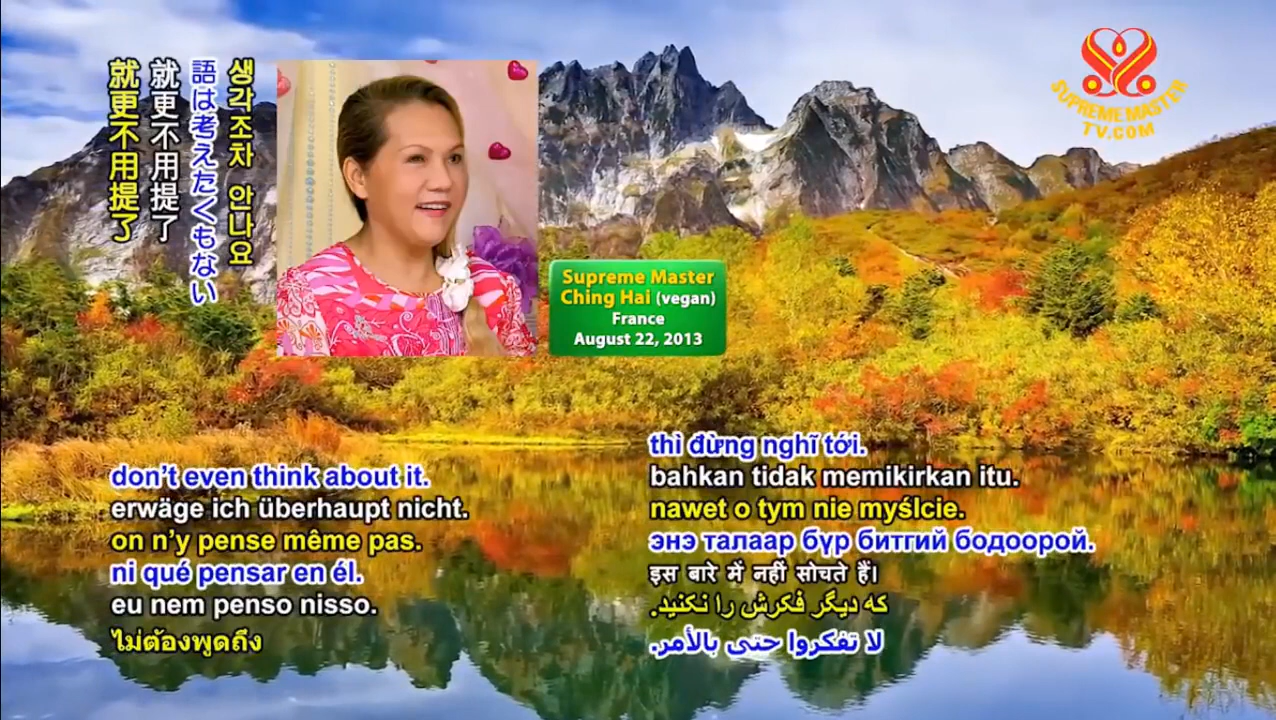 생각조차 안나요
語は考えたくもない
就更不用提了
就更不用提了
SUPREME MASTER
TV.COM
Supreme Master
Ching Hai (vegan)
France
August 22, 2013
don't even think about it.
erwäge ich überhaupt nicht.
on n'y pense même pas.
ni qué pensar en él.
eu nem penso nisso.
ไม่ต้องพูดถึง
thì đừng nghĩ tới.
bahkan tidak memikirkan itu.
nawet o tym nie myślcie.
энэ талаар бүр битгий бодоорой.
इस बारे में नहीं सोचते हैं।
که دیگر فکرش را نکنید.
لا تفكروا حتى بالأمر.